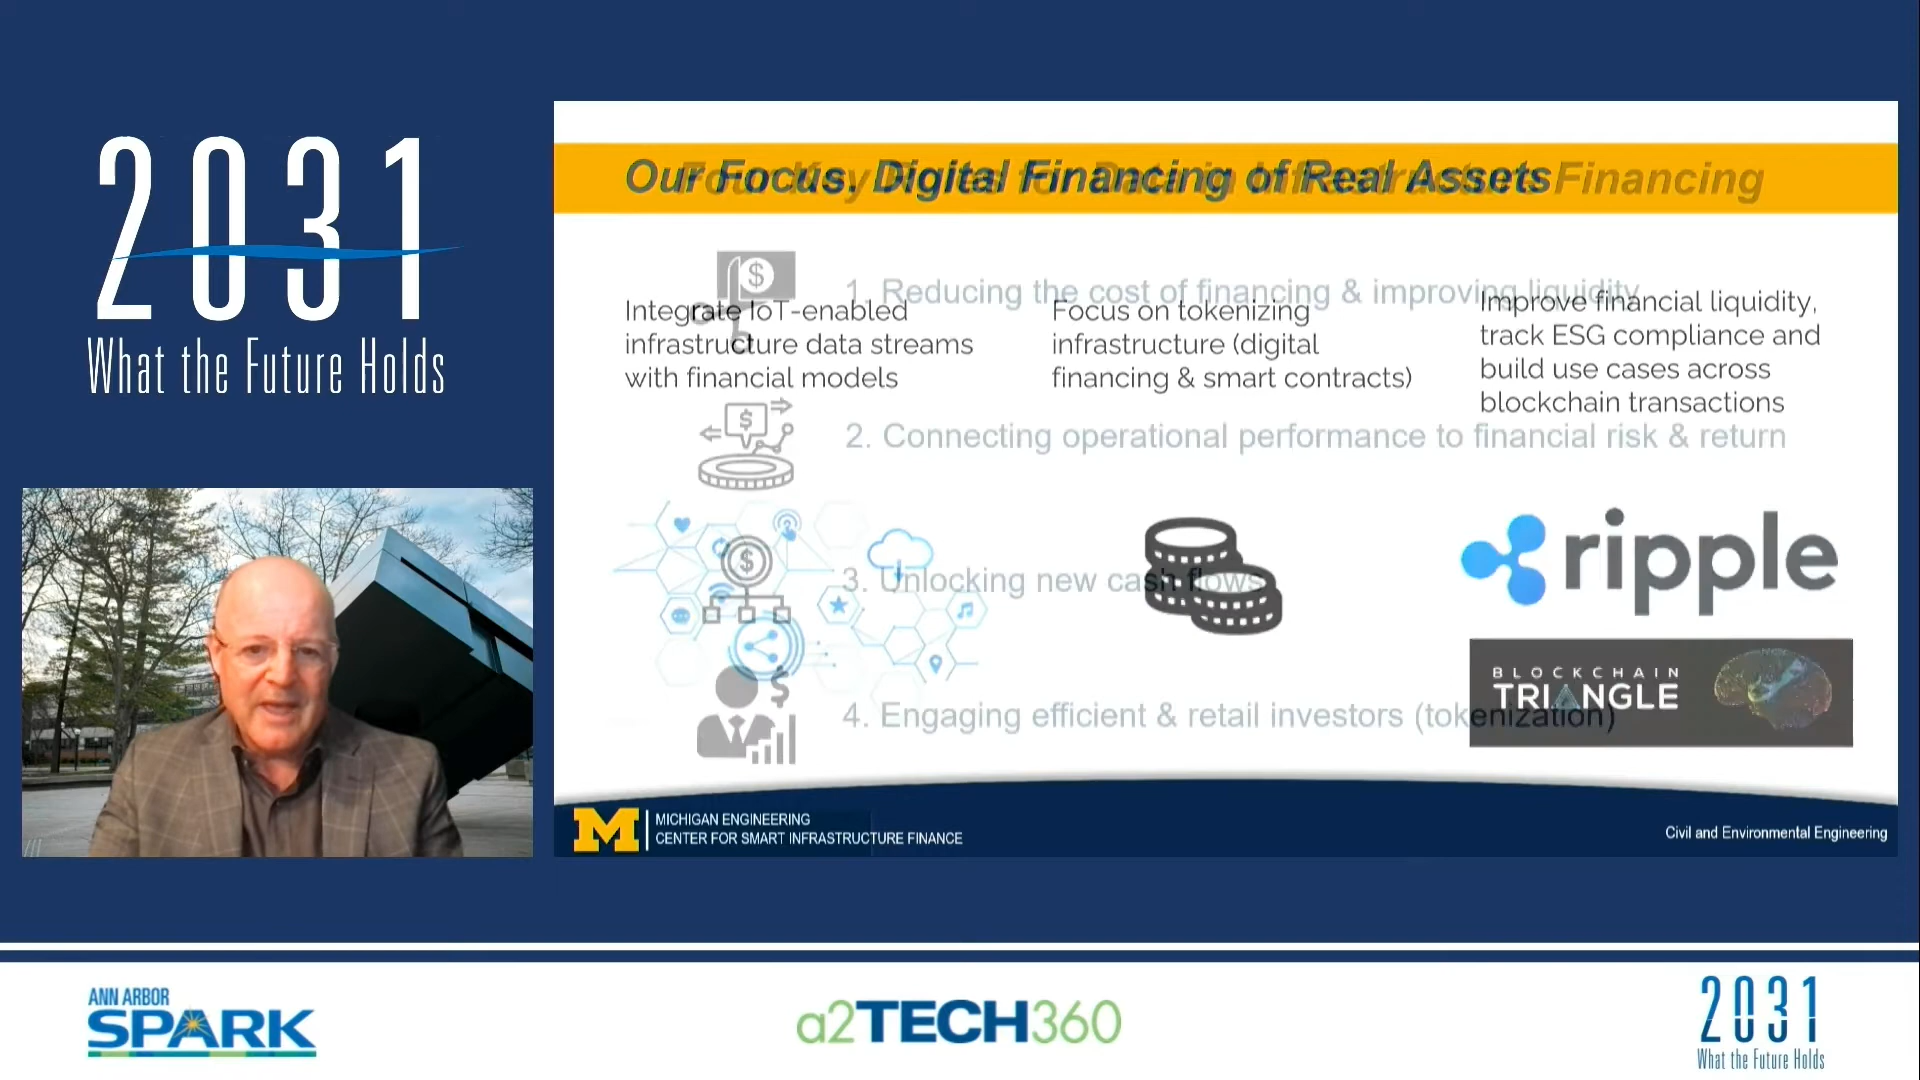 2031
What the Future Holds
Our Focus, Digital Financing of Real Assets
Financing
Integrate IoT-enabled
infrastructure data streams
with financial models
Focus on tokenizing
infrastructure (digital
financing & smart contracts)
Improve financial liquidity,
track ESG compliance and
build use cases across
blockchain transactions
1. Reducing the cost of financing & improving liquidity
2. Connecting operational performance to financial risk & return
3. Unlocking new cash flows
4. Engaging efficient & retail investors (tokenization)
ripple
BLOCKCHAIN
TRIANGLE
M
MICHIGAN ENGINEERING
CENTER FOR SMART INFRASTRUCTURE FINANCE
Civil and Environmental Engineering
ANN ARBOR
SPARK
a2TECH360
2031
What the Future Holds